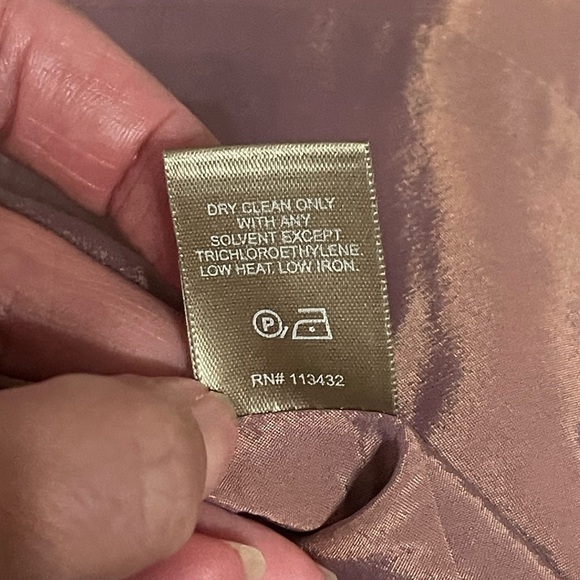 DRY CLEAN ONLY
WITH ANY
SOLVENT EXCEPT
TRICHLOROETHYLENE.
LOW HEAT, LOW IRON.
P,
RN# 113432